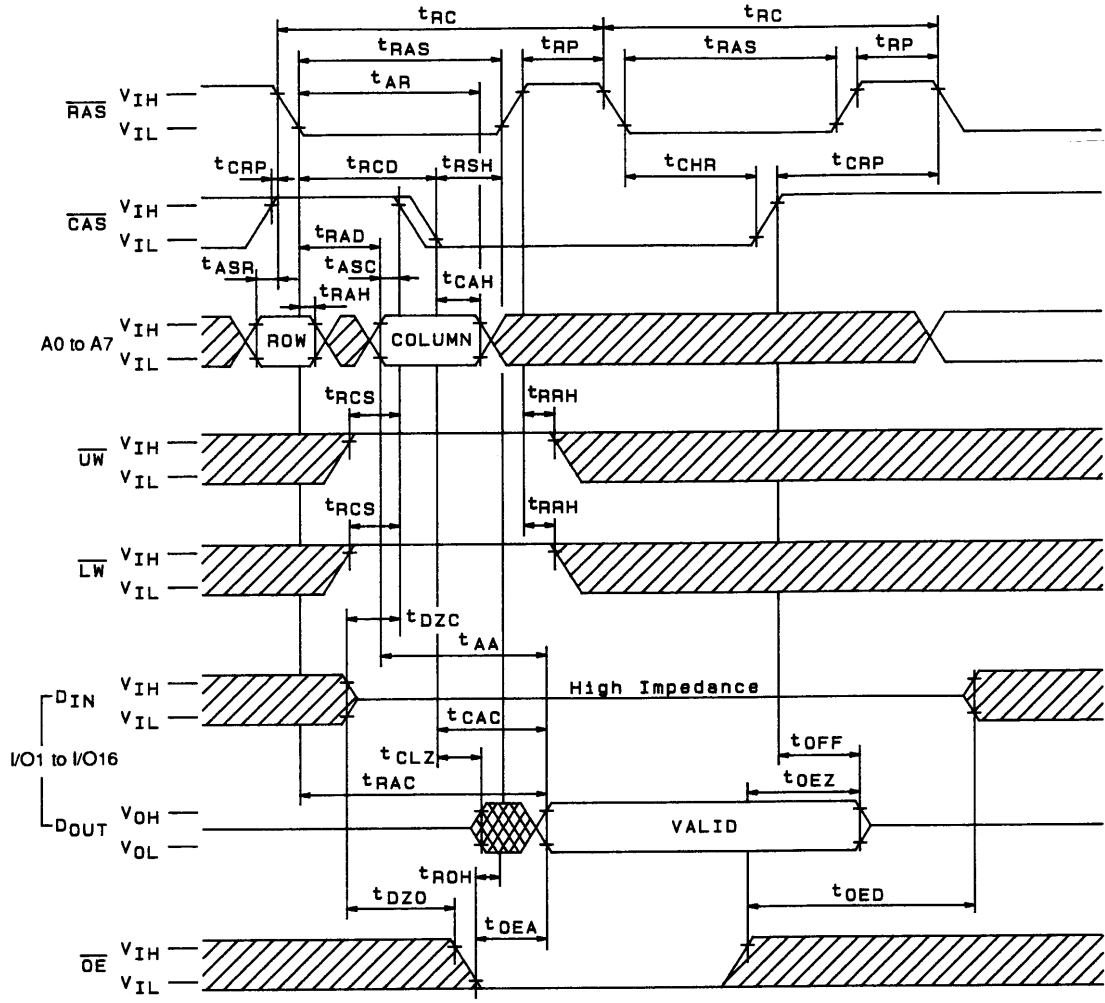 tRC tRC
tRAS tRP tRAS tRP
tAR
RAS VIH
VIL
tCRP tRCD tRSH tCHR tCRP
CAS VIH
VIL
tRAD
tASR tASC tCAH
tRAH
A0 to A7 VIH
VIL
ROW COLUMN
tRCS tRRH
UW VIH
VIL
tRCS tRRH
LW VIH
VIL
tDZC
tAA
DIN VIH
VIL
High Impedance
tCAC
I/O1 to I/O16
tCLZ tOFF
tRAC tOEZ
DOUT VOH
VOL
VALID
tROH
tDZO tOEA tOED
OE VIH
VIL